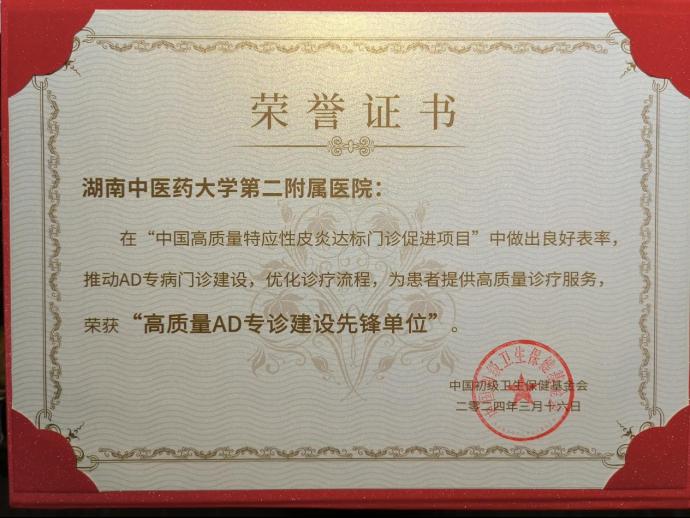 荣誉证书
湖南中医药大学第二附属医院：
在“中国高质量特应性皮炎达标门诊促进项目”中做出良好表率，
推动AD专病门诊建设，优化诊疗流程，为患者提供高质量诊疗服务，
荣获“高质量AD专诊建设先锋单位”。
中国初级卫生保健基金会
二零二四年三月十六日